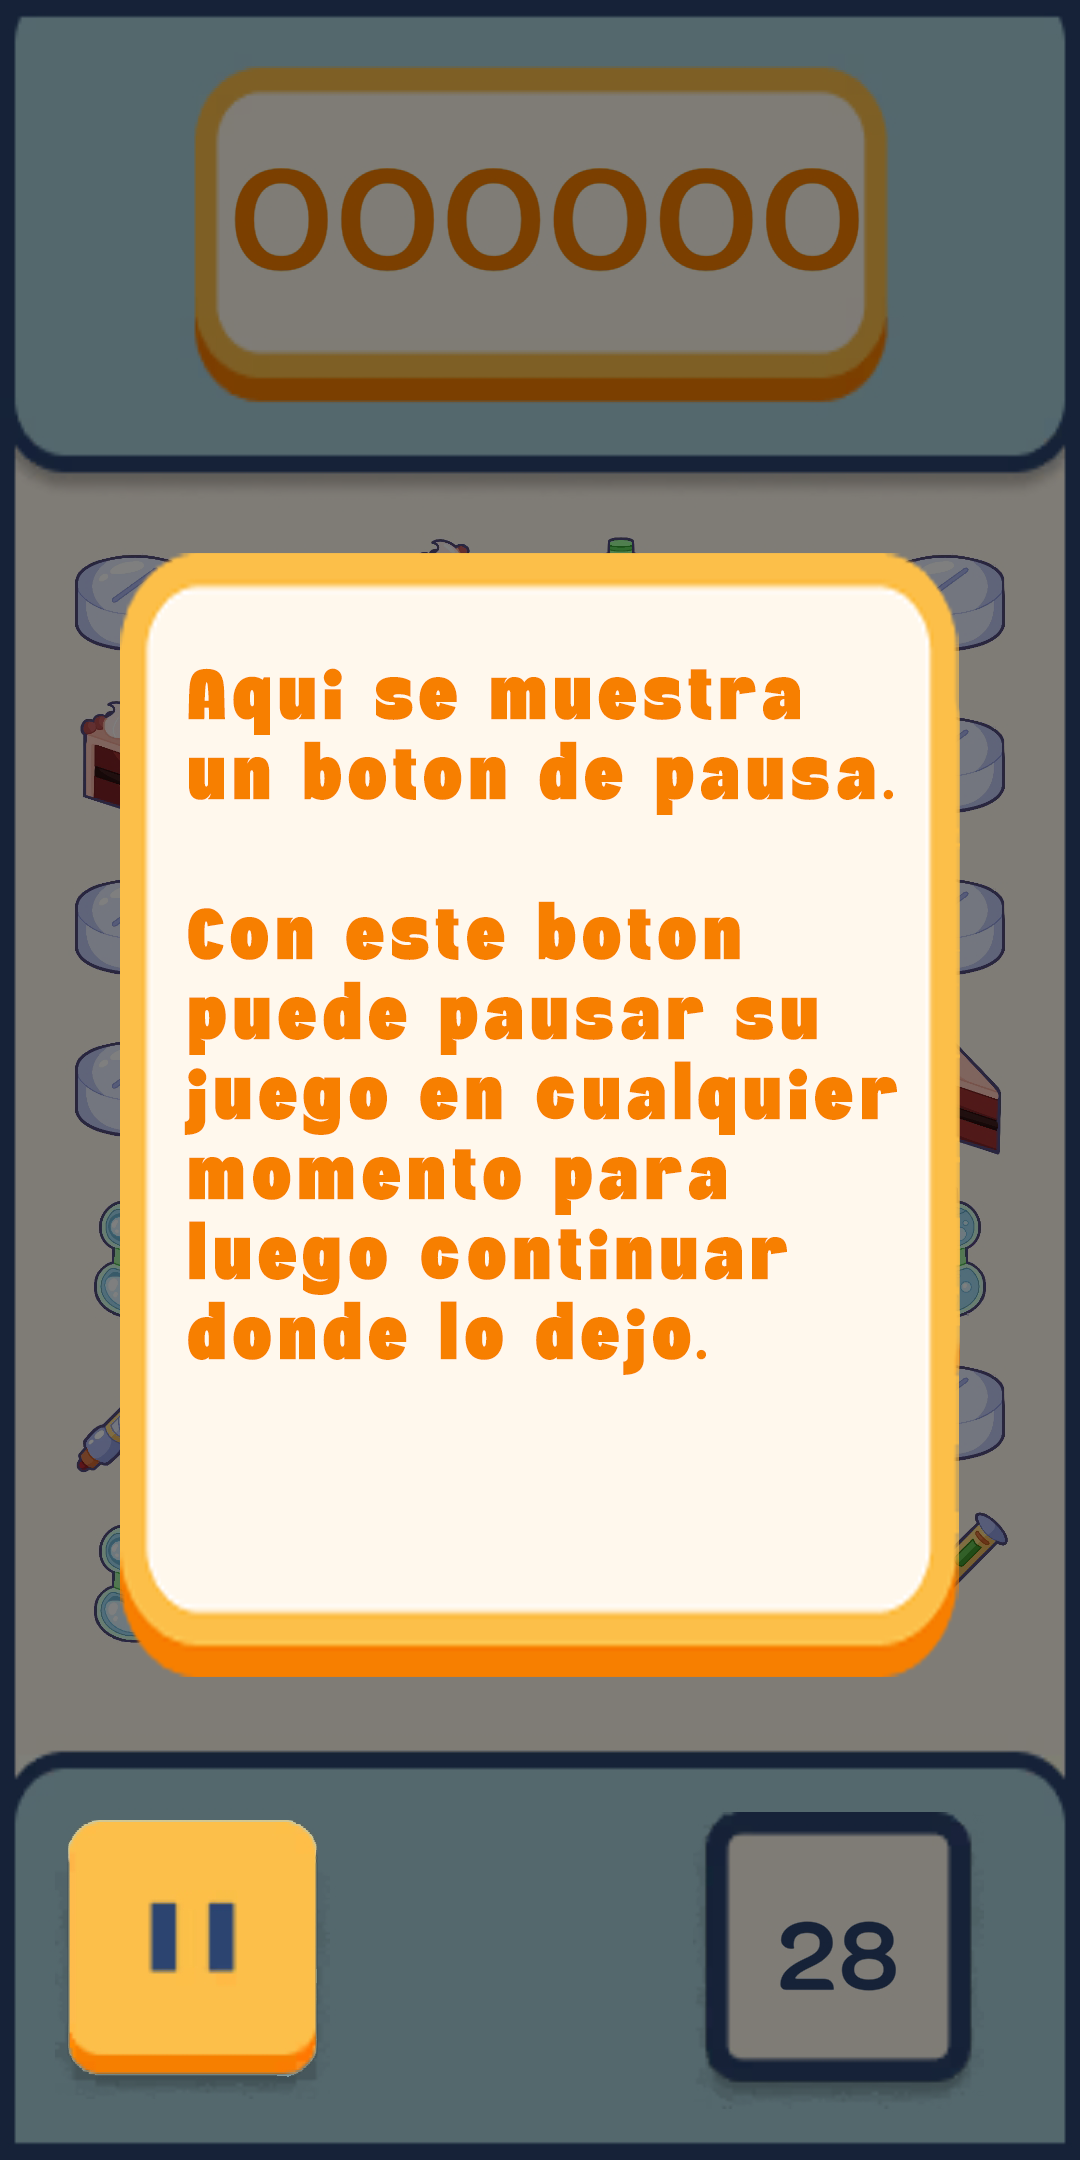 000000
Aqui se muestra
un boton de pausa.
Con este boton
puede pausar su
juego en cualquier
momento para
luego continuar
donde lo dejo.
28